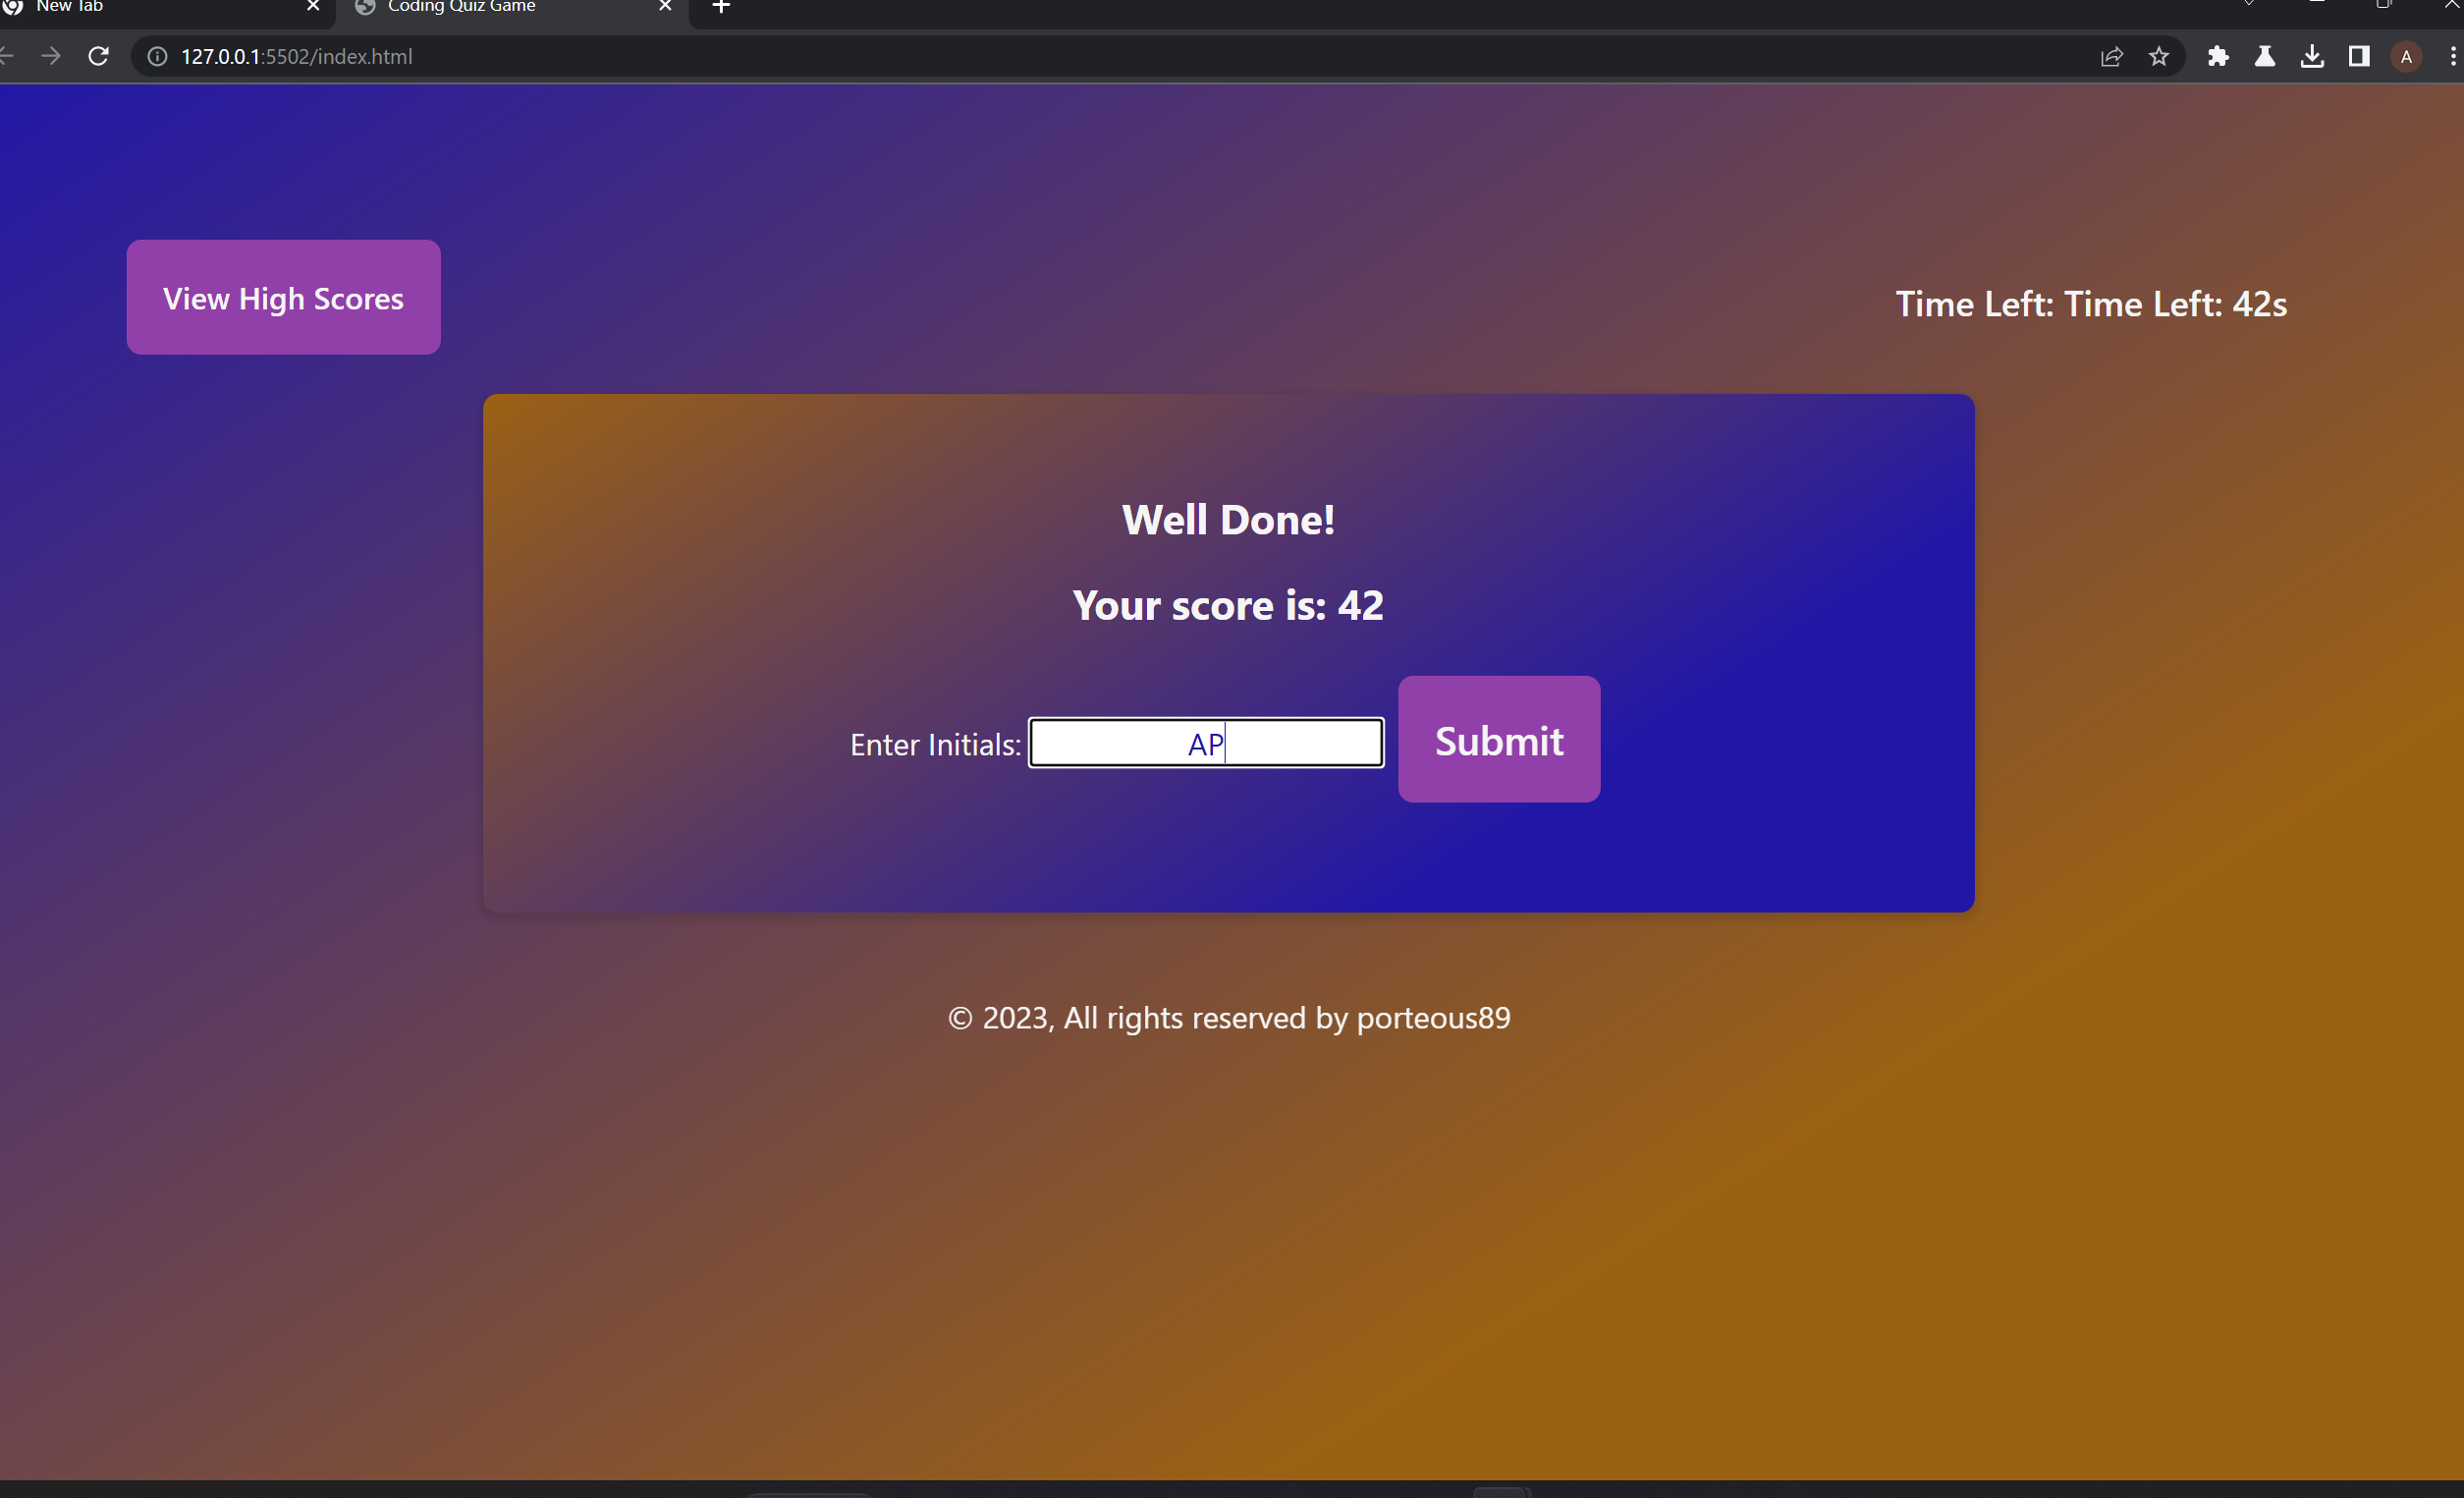 New Tab
Coding Quiz Game
127.0.0.1:5502/index.html
A
View High Scores
Time Left: Time Left: 42s
Well Done!
Your score is: 42
Enter Initials: AP
Submit
© 2023, All rights reserved by porteous89